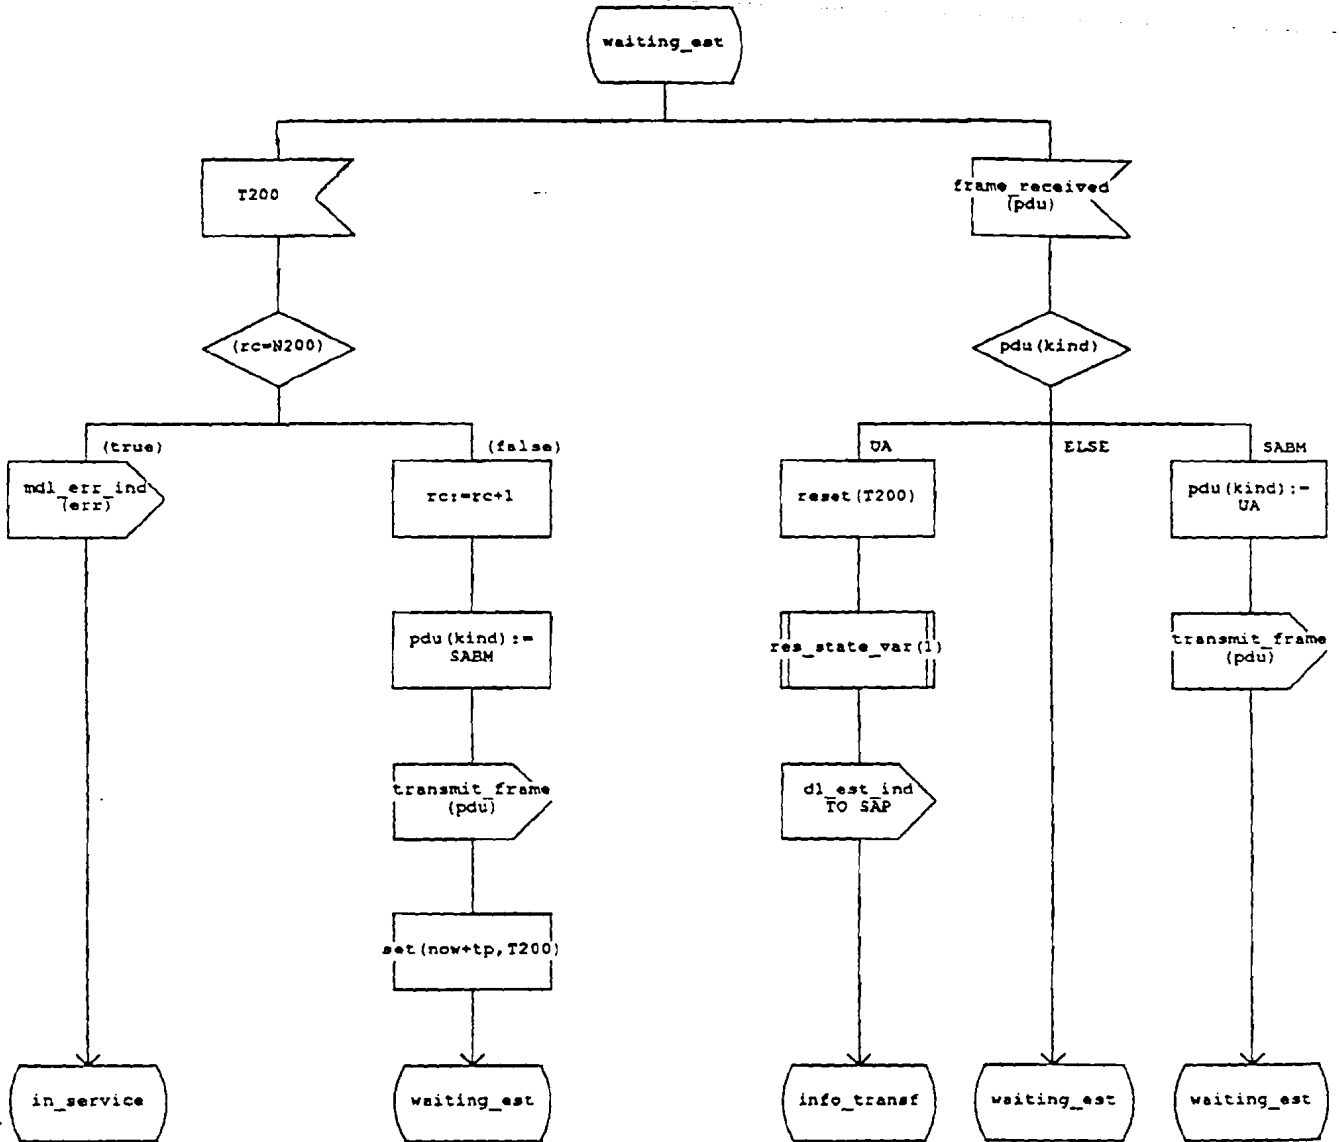 waiting_est
T200
frame_received
(pdu)
(rc=N200)
pdu(kind)
(true)
(false)
UA
ELSE
SABM
mdl_err_ind
(err)
rc:=rc+1
reset(T200)
pdu(kind):=
UA
pdu(kind):=
SABM
res_state_var(1)
transmit_frame
(pdu)
transmit_frame
(pdu)
dl_est_ind
TO SAP
set(now+tp,T200)
in_service
waiting_est
info_transf
waiting_est
waiting_est